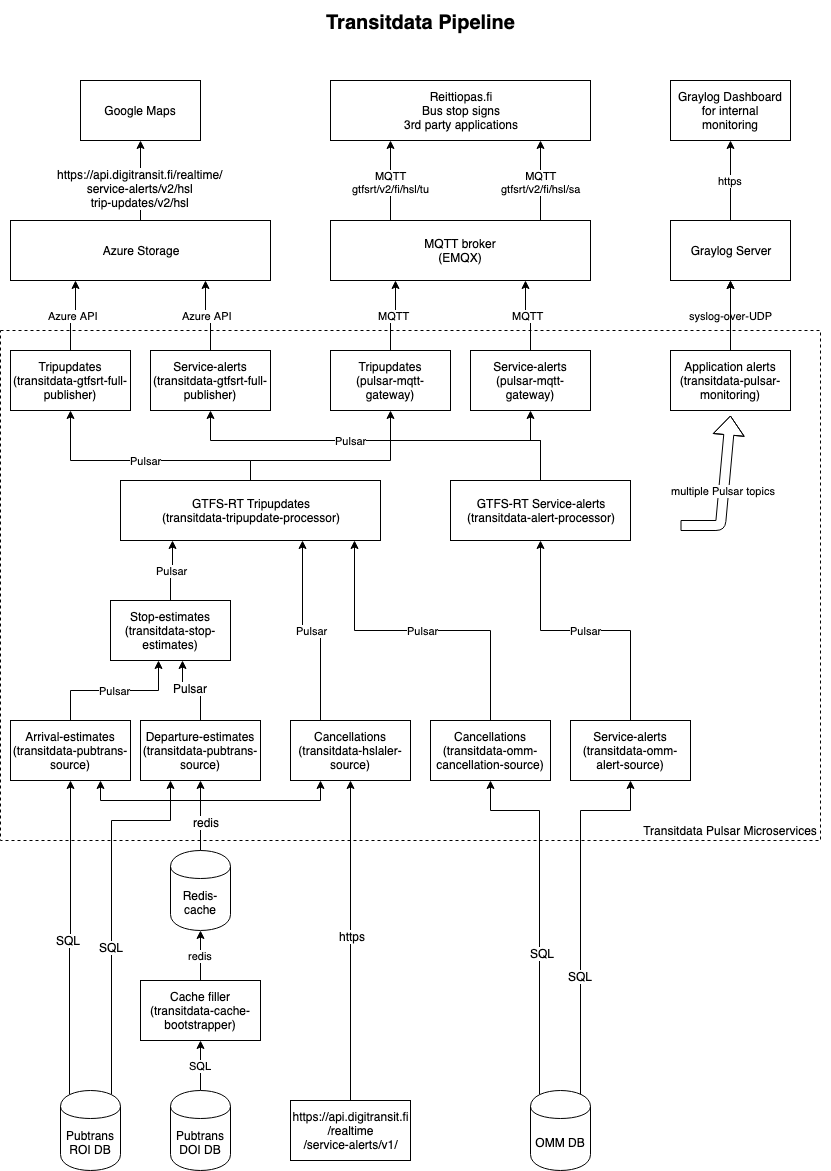 Transitdata Pipeline
Google Maps
Reittiopas.fi
Bus stop signs
3rd party applications
Graylog Dashboard
for internal
monitoring
https://api.digitransit.fi/realtime/
service-alerts/v2/hsl
trip-updates/v2/hsl
MQTT
gtfsrt/v2/fi/hsl/tu
MQTT
gtfsrt/v2/fi/hsl/sa
https
Azure Storage
MQTT broker
(EMQX)
Graylog Server
Azure API
Azure API
MQTT
MQTT
syslog-over-UDP
Tripupdates
(transitdata-gtfsrt-full-
publisher)
Service-alerts
(transitdata-gtfsrt-full-
publisher)
Tripupdates
(pulsar-mqtt-
gateway)
Service-alerts
(pulsar-mqtt-
gateway)
Application alerts
(transitdata-pulsar-
monitoring)
Pulsar
Pulsar
multiple Pulsar topics
GTFS-RT Tripupdates
(transitdata-tripupdate-processor)
GTFS-RT Service-alerts
(transitdata-alert-processor)
Pulsar
Stop-estimates
(transitdata-stop-
estimates)
Pulsar
Pulsar
Pulsar
Pulsar
Pulsar
Arrival-estimates
(transitdata-pubtrans-
source)
Departure-estimates
(transitdata-pubtrans-
source)
Cancellations
(transitdata-hslaler-
source)
Cancellations
(transitdata-omm-
cancellation-source)
Service-alerts
(transitdata-omm-
alert-source)
redis
Transitdata Pulsar Microservices
Redis-
cache
SQL
SQL
redis
https
SQL
SQL
Cache filler
(transitdata-cache-
bootstrapper)
SQL
Pubtrans
ROI DB
Pubtrans
DOI DB
https://api.digitransit.fi
/realtime
/service-alerts/v1/
OMM DB